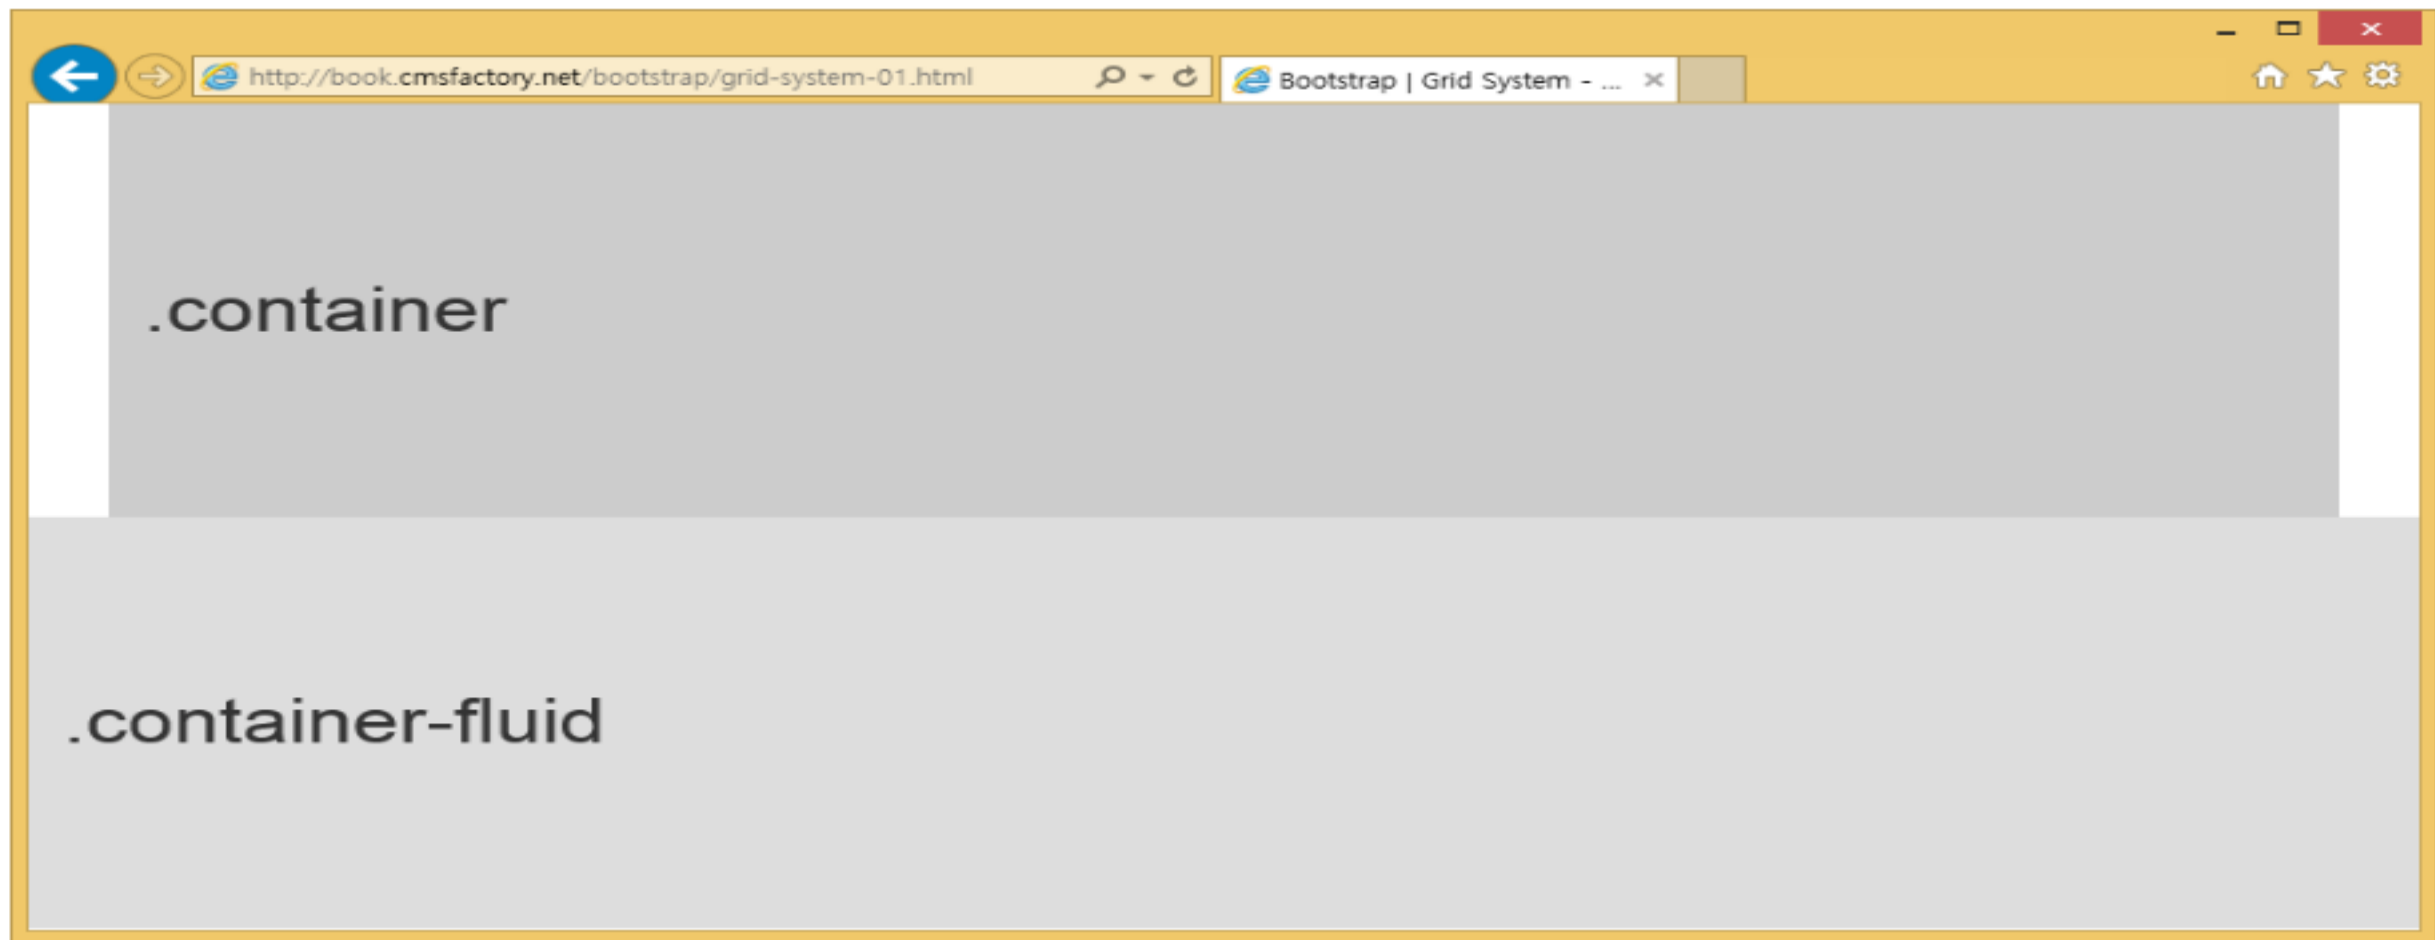 http://book.cmsfactory.net/bootstrap/grid-system-01.html
Bootstrap | Grid System - ...
.container
.container-fluid